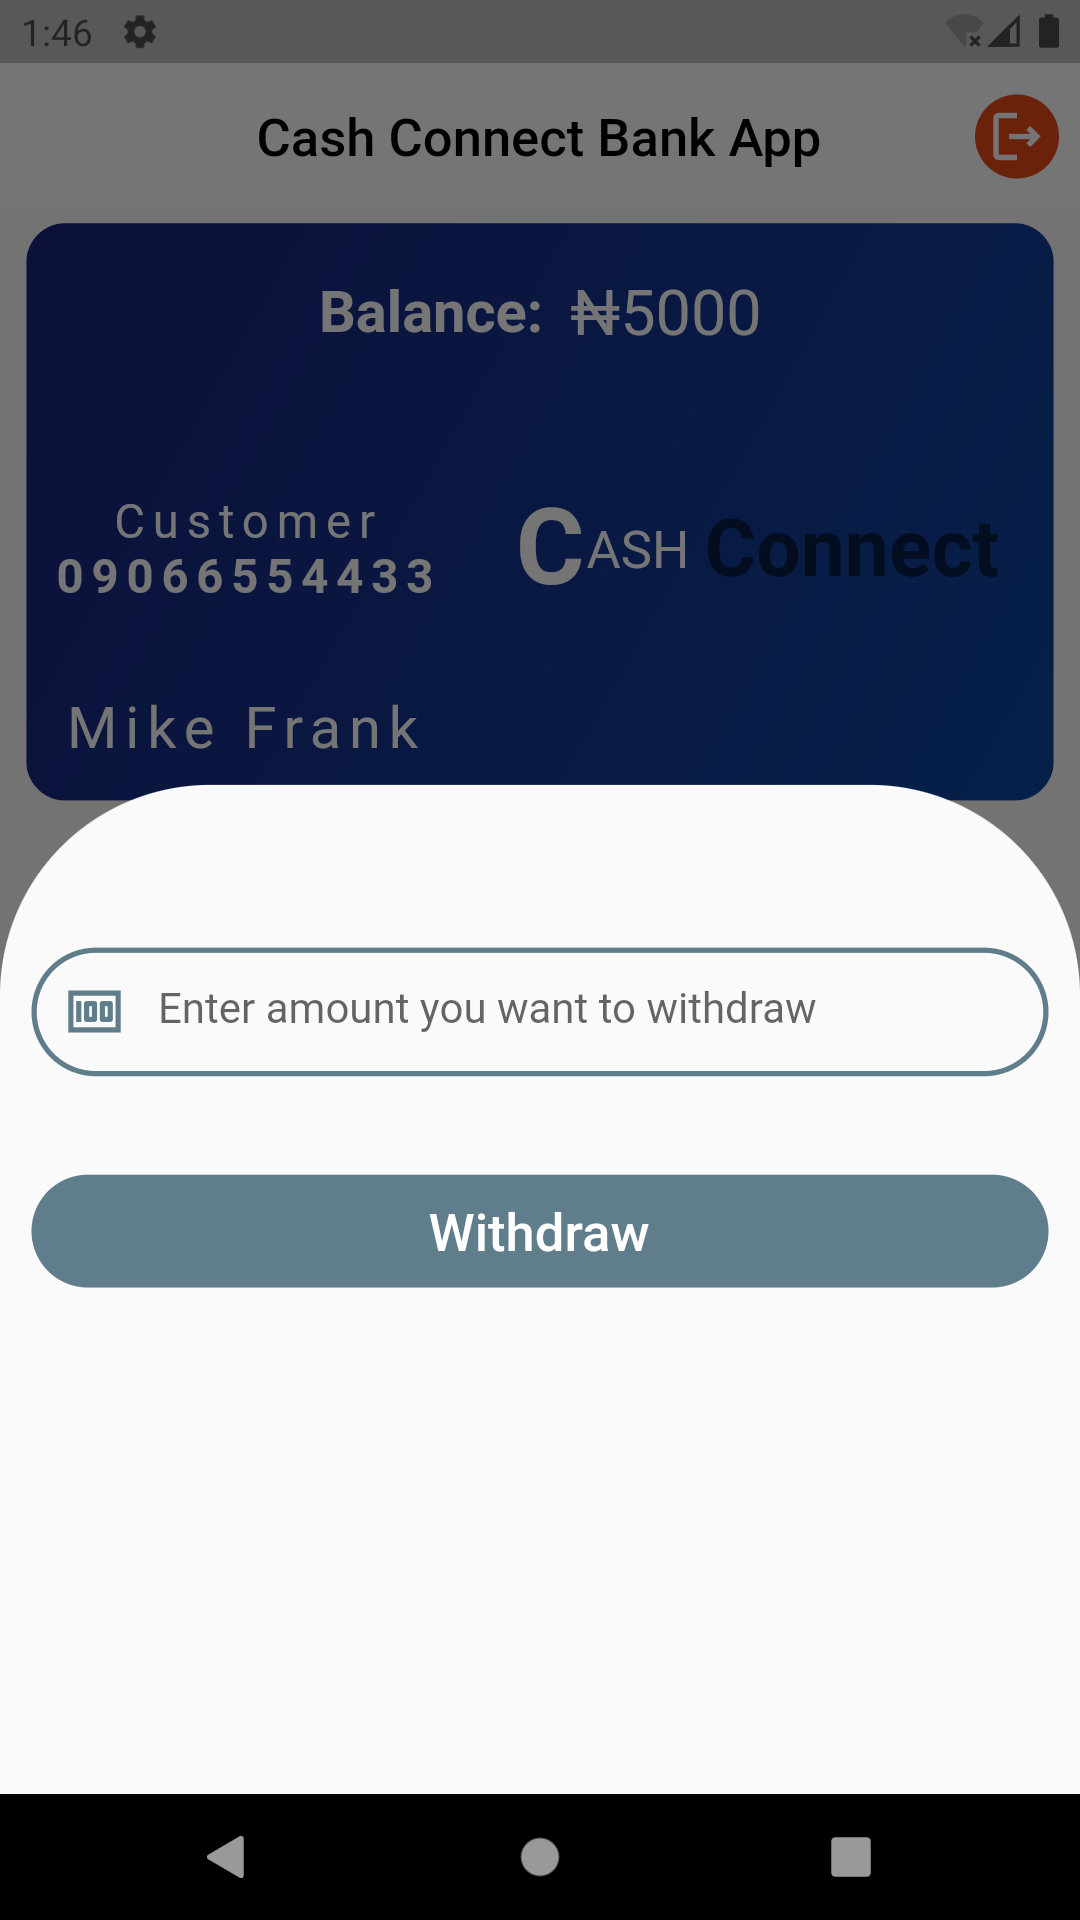 1:46
Cash Connect Bank App
Balance: ₦5000
Customer
09066554433
CASH Connect
Mike Frank
100
Enter amount you want to withdraw
Withdraw